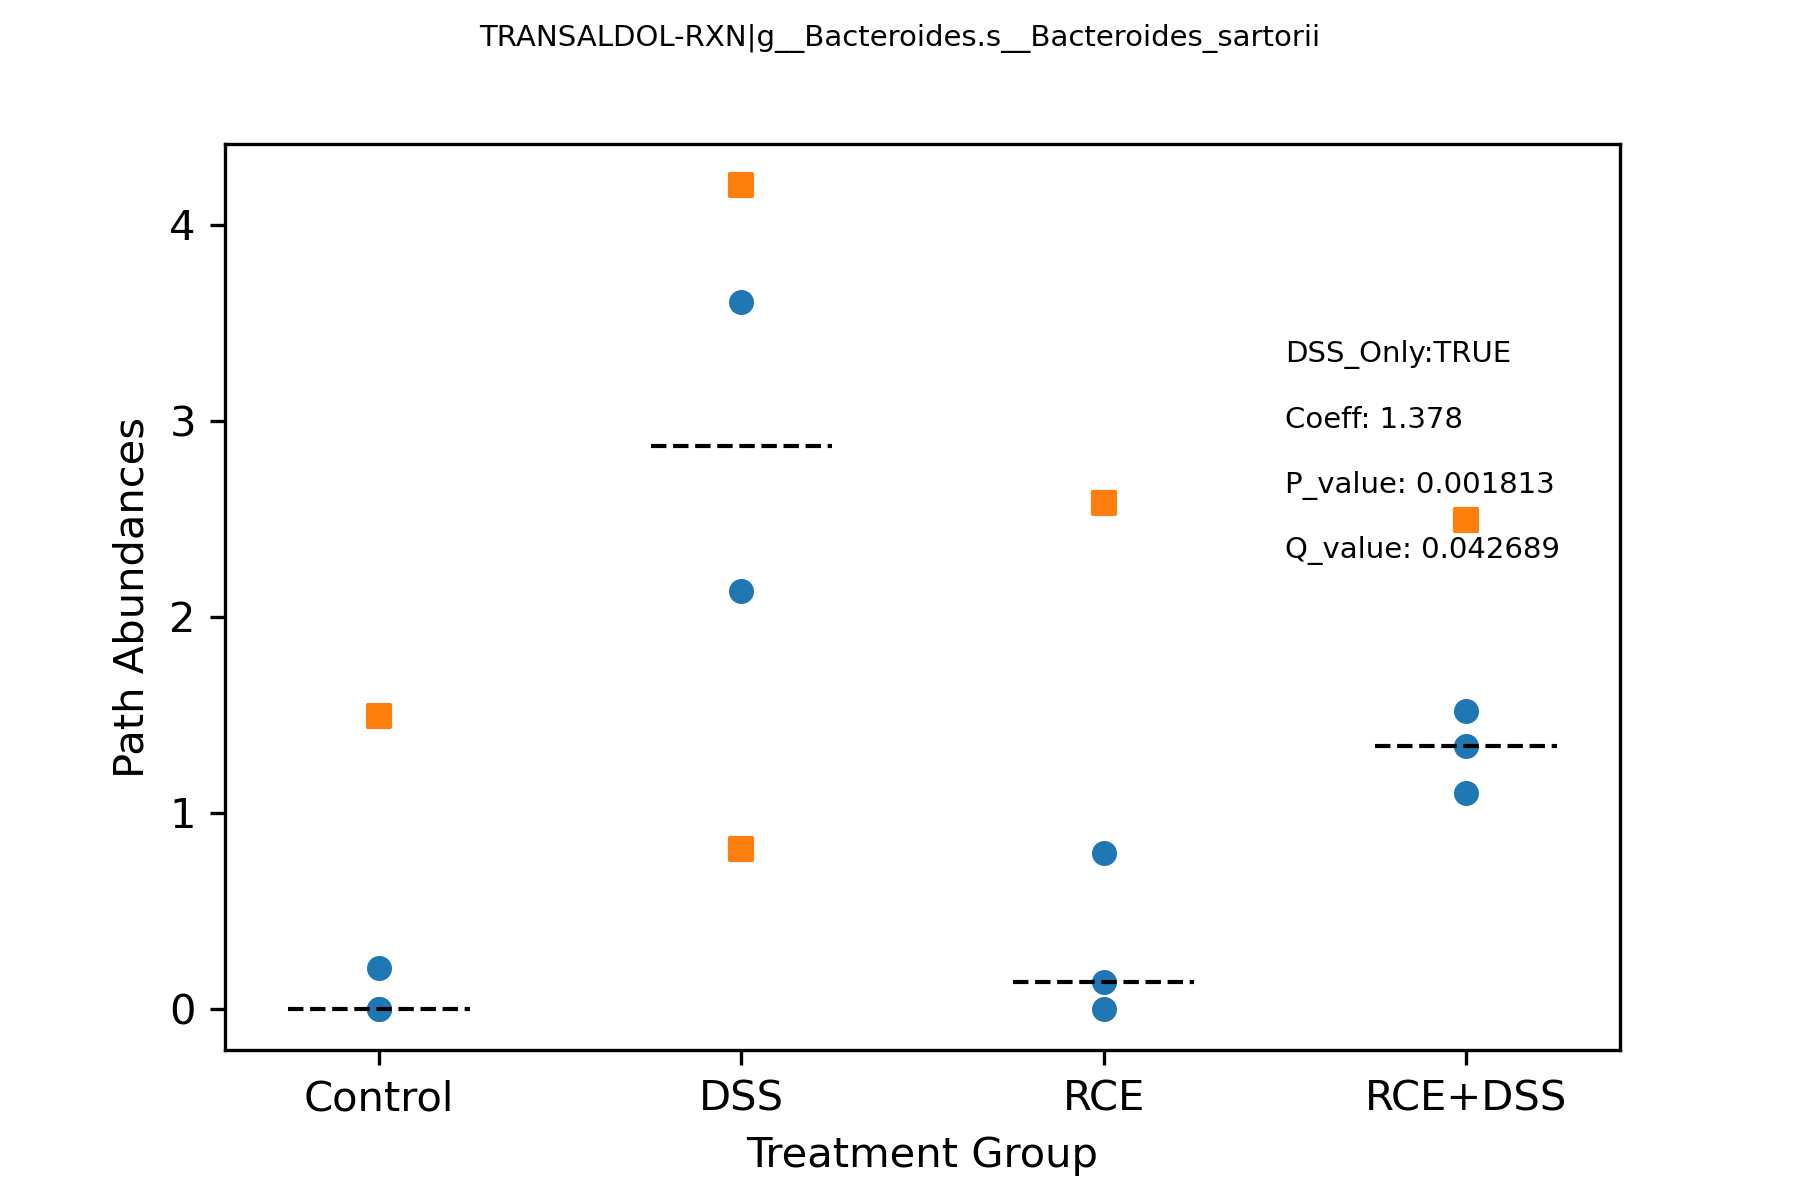 TRANSALDOL-RXN|g__Bacteroides.s__Bacteroides_sartorii
4
3
2
1
0
Path Abundances
DSS_Only:TRUE
Coeff: 1.378
P_value: 0.001813
Q_value: 0.042689
Control DSS RCE RCE+DSS
Treatment Group